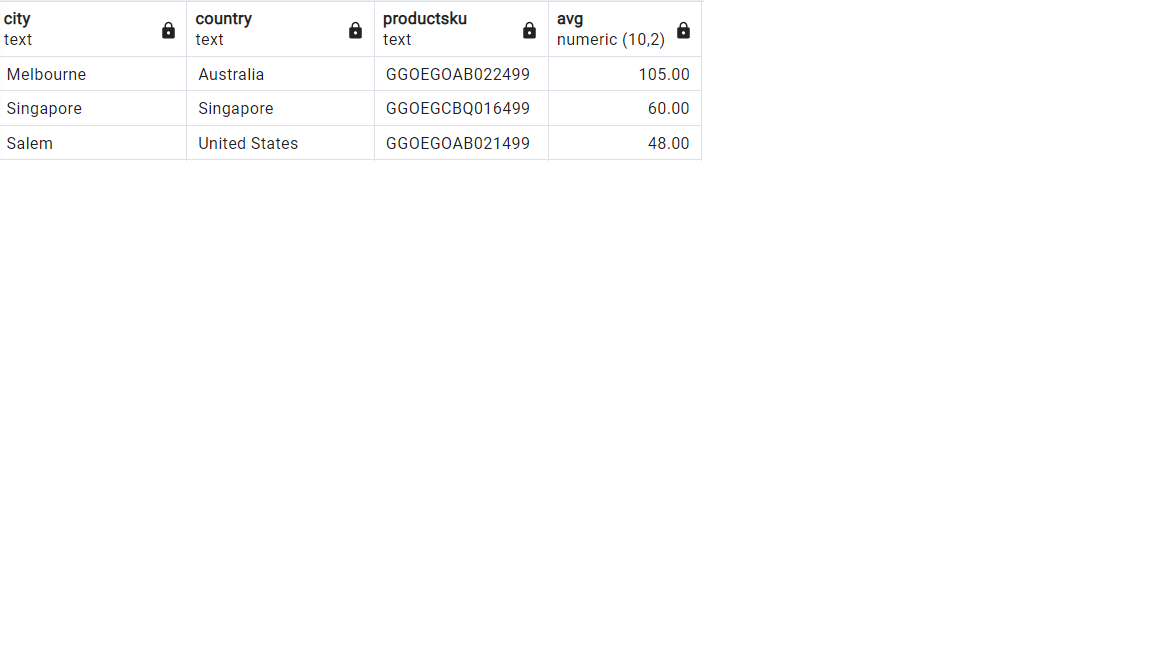 city country productsku avg
text text text numeric (10,2)
Melbourne Australia GGOEGOAB022499 105.00
Singapore Singapore GGOEGCBQ016499 60.00
Salem United States GGOEGOAB021499 48.00